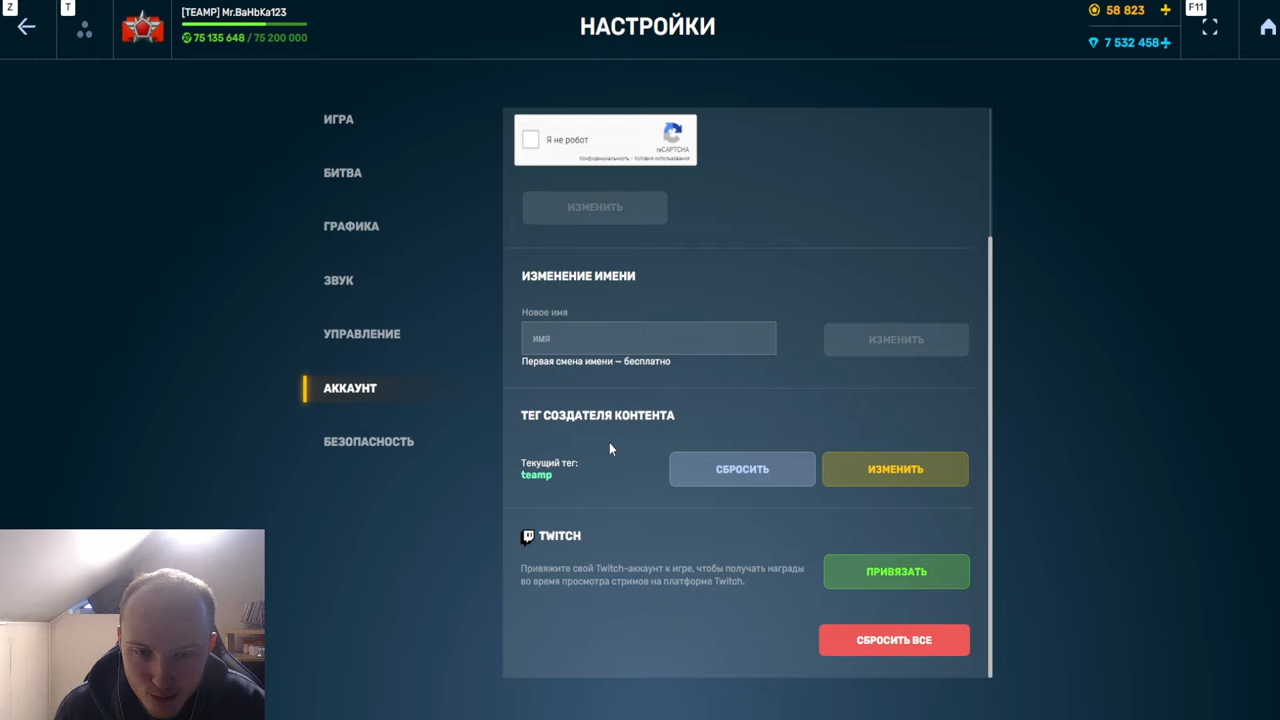 Z
T
[TEAMP] Mr.BaHbKa123
75 135 648 / 75 200 000
НАСТРОЙКИ
58 823 +
7 532 458 +
F11
ИГРА
БИТВА
ГРАФИКА
ЗВУК
УПРАВЛЕНИЕ
АККАУНТ
БЕЗОПАСНОСТЬ
Я не робот
reCAPTCHA
Конфиденциальность - Условия использования
ИЗМЕНИТЬ
ИЗМЕНЕНИЕ ИМЕНИ
Новое имя
имя
ИЗМЕНИТЬ
Первая смена имени — бесплатно
ТЕГ СОЗДАТЕЛЯ КОНТЕНТА
Текущий тег:
teamp
СБРОСИТЬ
ИЗМЕНИТЬ
TWITCH
Привяжите свой Twitch-аккаунт к игре, чтобы получать награды
во время просмотра стримов на платформе Twitch.
ПРИВЯЗАТЬ
СБРОСИТЬ ВСЕ